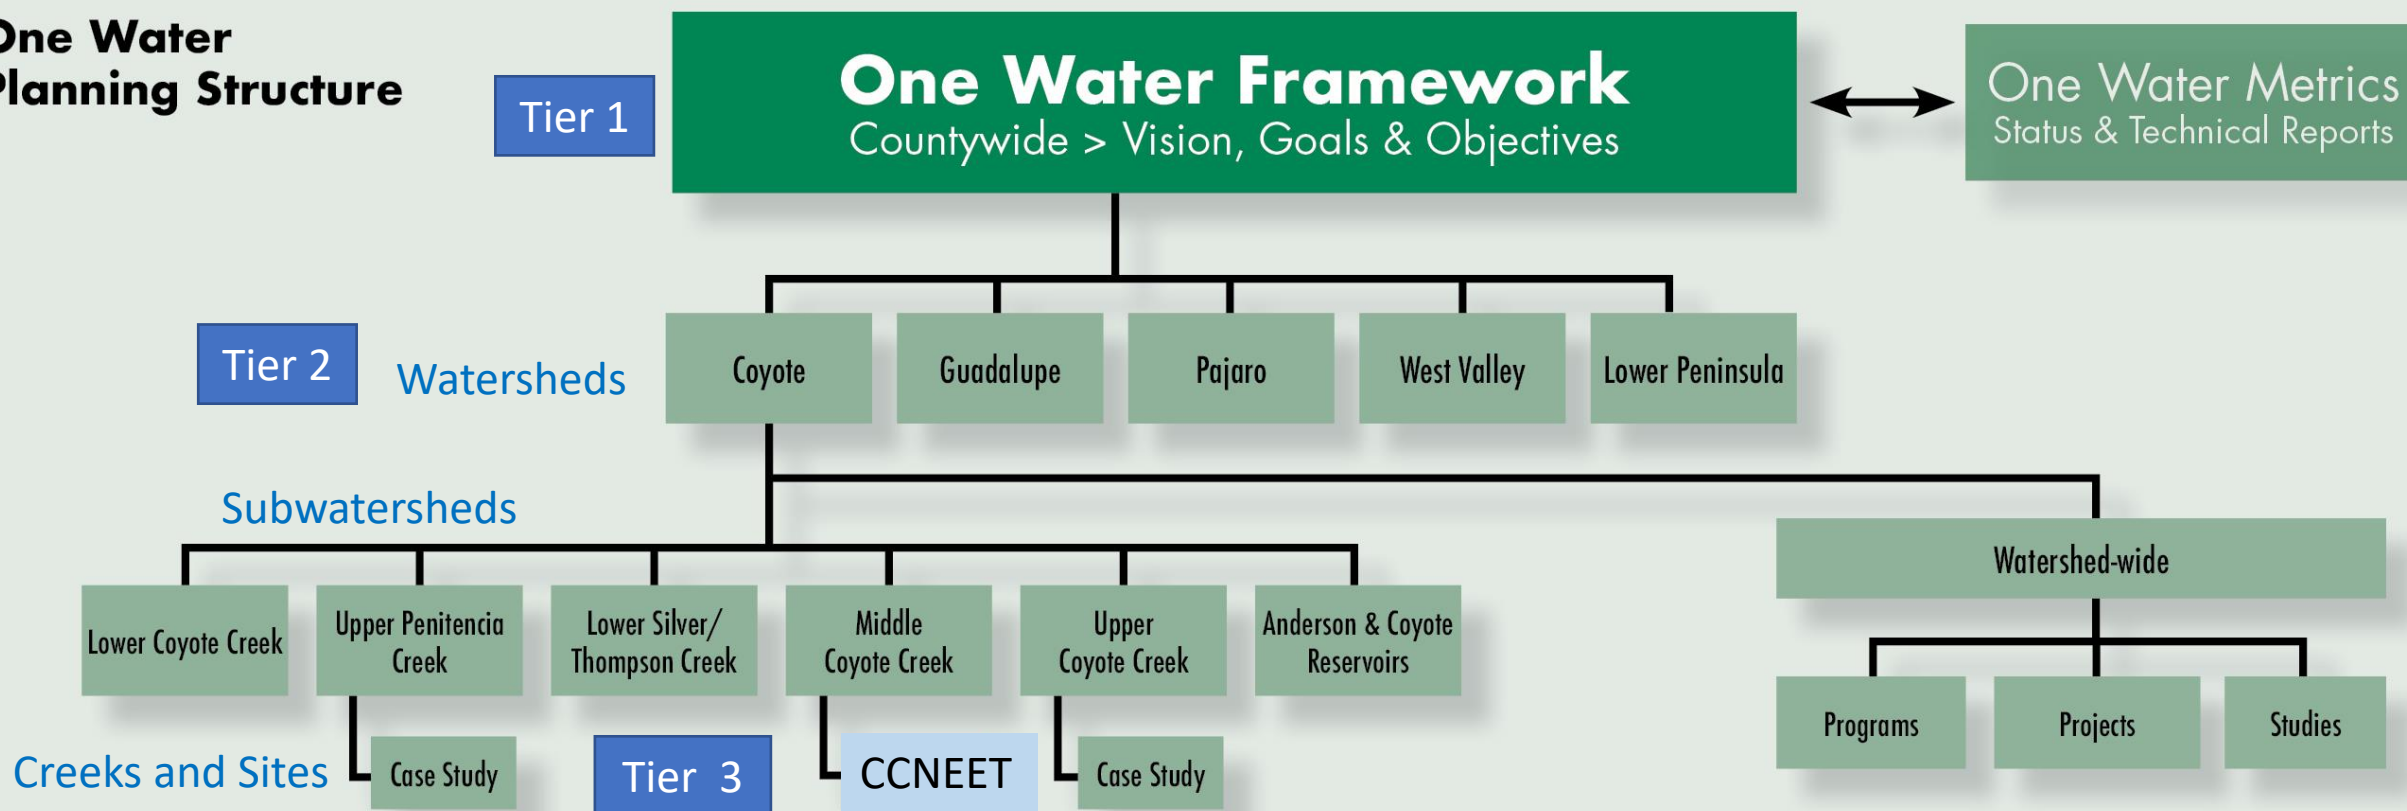 One Water
Planning Structure
Tier 1
One Water Framework
Countywide > Vision, Goals & Objectives
One Water Metrics
Status & Technical Reports
Tier 2
Watersheds
Coyote
Guadalupe
Pajaro
West Valley
Lower Peninsula
Subwatersheds
Watershed-wide
Lower Coyote Creek
Upper Penitencia
Creek
Lower Silver/
Thompson Creek
Middle
Coyote Creek
Upper
Coyote Creek
Anderson & Coyote
Reservoirs
Programs
Projects
Studies
Creeks and Sites
Case Study
Tier 3
CCNEET
Case Study